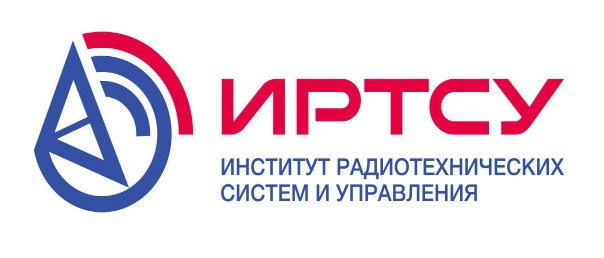 ИРТСУ
ИНСТИТУТ РАДИОТЕХНИЧЕСКИХ
СИСТЕМ И УПРАВЛЕНИЯ